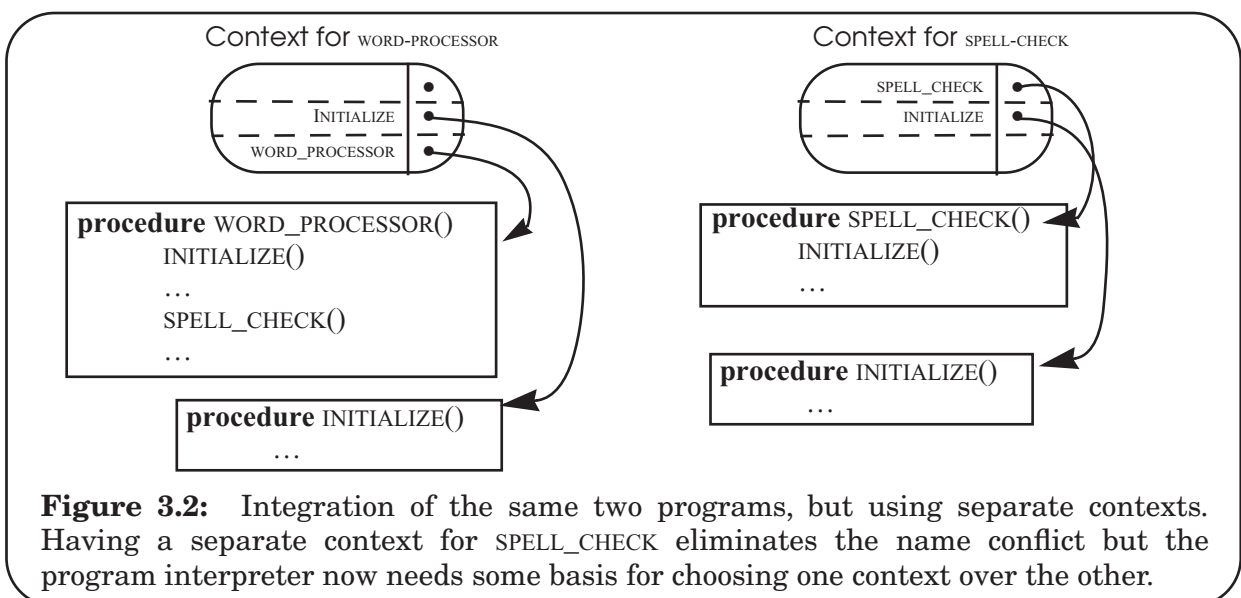 Context for WORD-PROCESSOR
INITIALIZE
WORD_PROCESSOR
procedure WORD_PROCESSOR()
INITIALIZE()
…
SPELL_CHECK()
…
procedure INITIALIZE()
…
Context for SPELL-CHECK
SPELL_CHECK
INITIALIZE
procedure SPELL_CHECK()
INITIALIZE()
…
procedure INITIALIZE()
…
Figure 3.2: Integration of the same two programs, but using separate contexts.
Having a separate context for SPELL_CHECK eliminates the name conflict but the
program interpreter now needs some basis for choosing one context over the other.